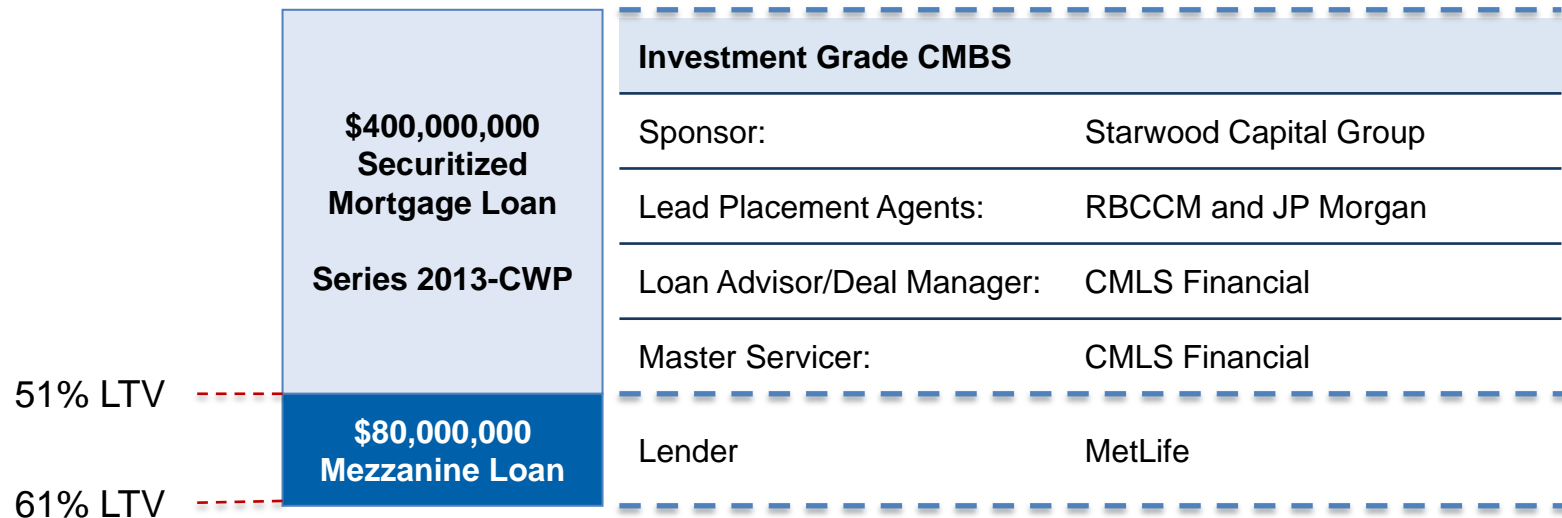 $400,000,000
Securitized
Mortgage Loan
Series 2013-CWP
51% LTV
$80,000,000
Mezzanine Loan
61% LTV
Investment Grade CMBS
Sponsor: Starwood Capital Group
Lead Placement Agents: RBCCM and JP Morgan
Loan Advisor/Deal Manager: CMLS Financial
Master Servicer: CMLS Financial
Lender MetLife